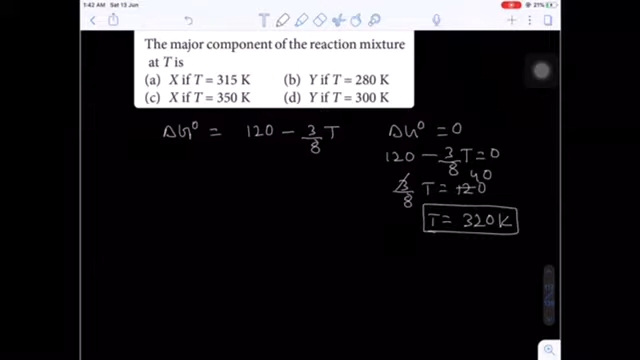 1:42 AM Sat 13 Jun
21%
The major component of the reaction mixture
at T is
(a) X if T = 315 K (b) Y if T = 280 K
(c) X if T = 350 K (d) Y if T = 300 K
ΔG° = 120 − 3/8 T
ΔG° = 0
120 − 3/8 T = 0
40
3/8 T = 120
T = 320 K